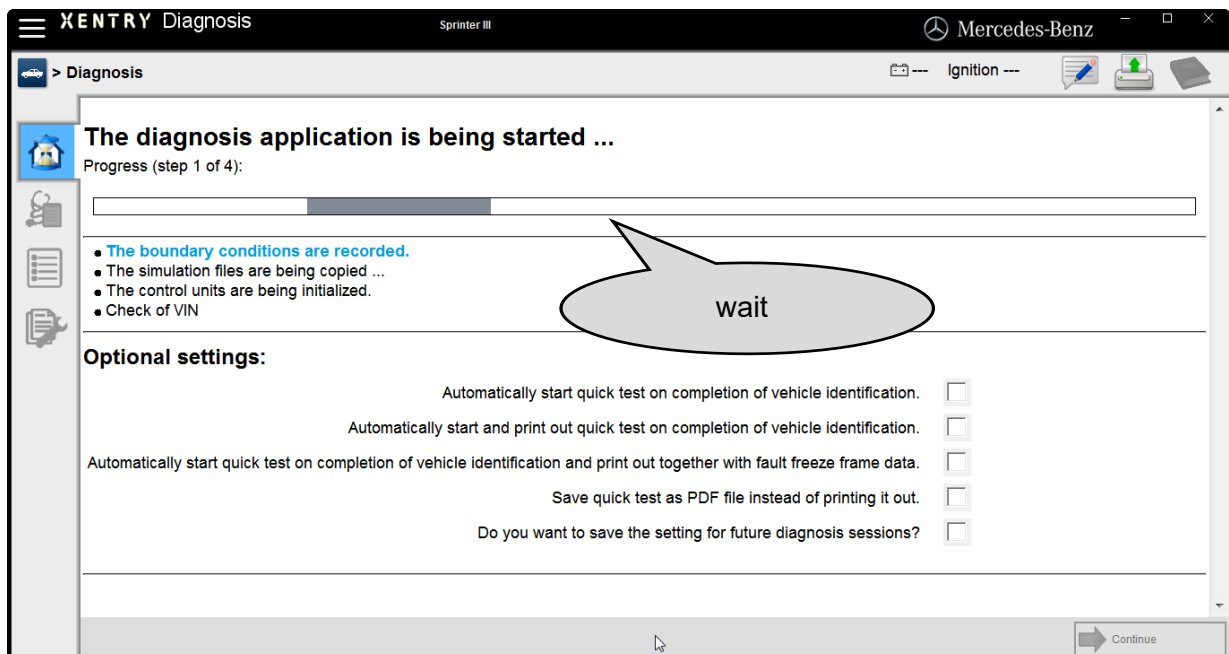 XENTRY Diagnosis
Sprinter III
Mercedes-Benz
> Diagnosis
---
Ignition ---
The diagnosis application is being started ...
Progress (step 1 of 4):
The boundary conditions are recorded.
The simulation files are being copied ...
The control units are being initialized.
Check of VIN
wait
Optional settings:
Automatically start quick test on completion of vehicle identification.
Automatically start and print out quick test on completion of vehicle identification.
Automatically start quick test on completion of vehicle identification and print out together with fault freeze frame data.
Save quick test as PDF file instead of printing it out.
Do you want to save the setting for future diagnosis sessions?
Continue